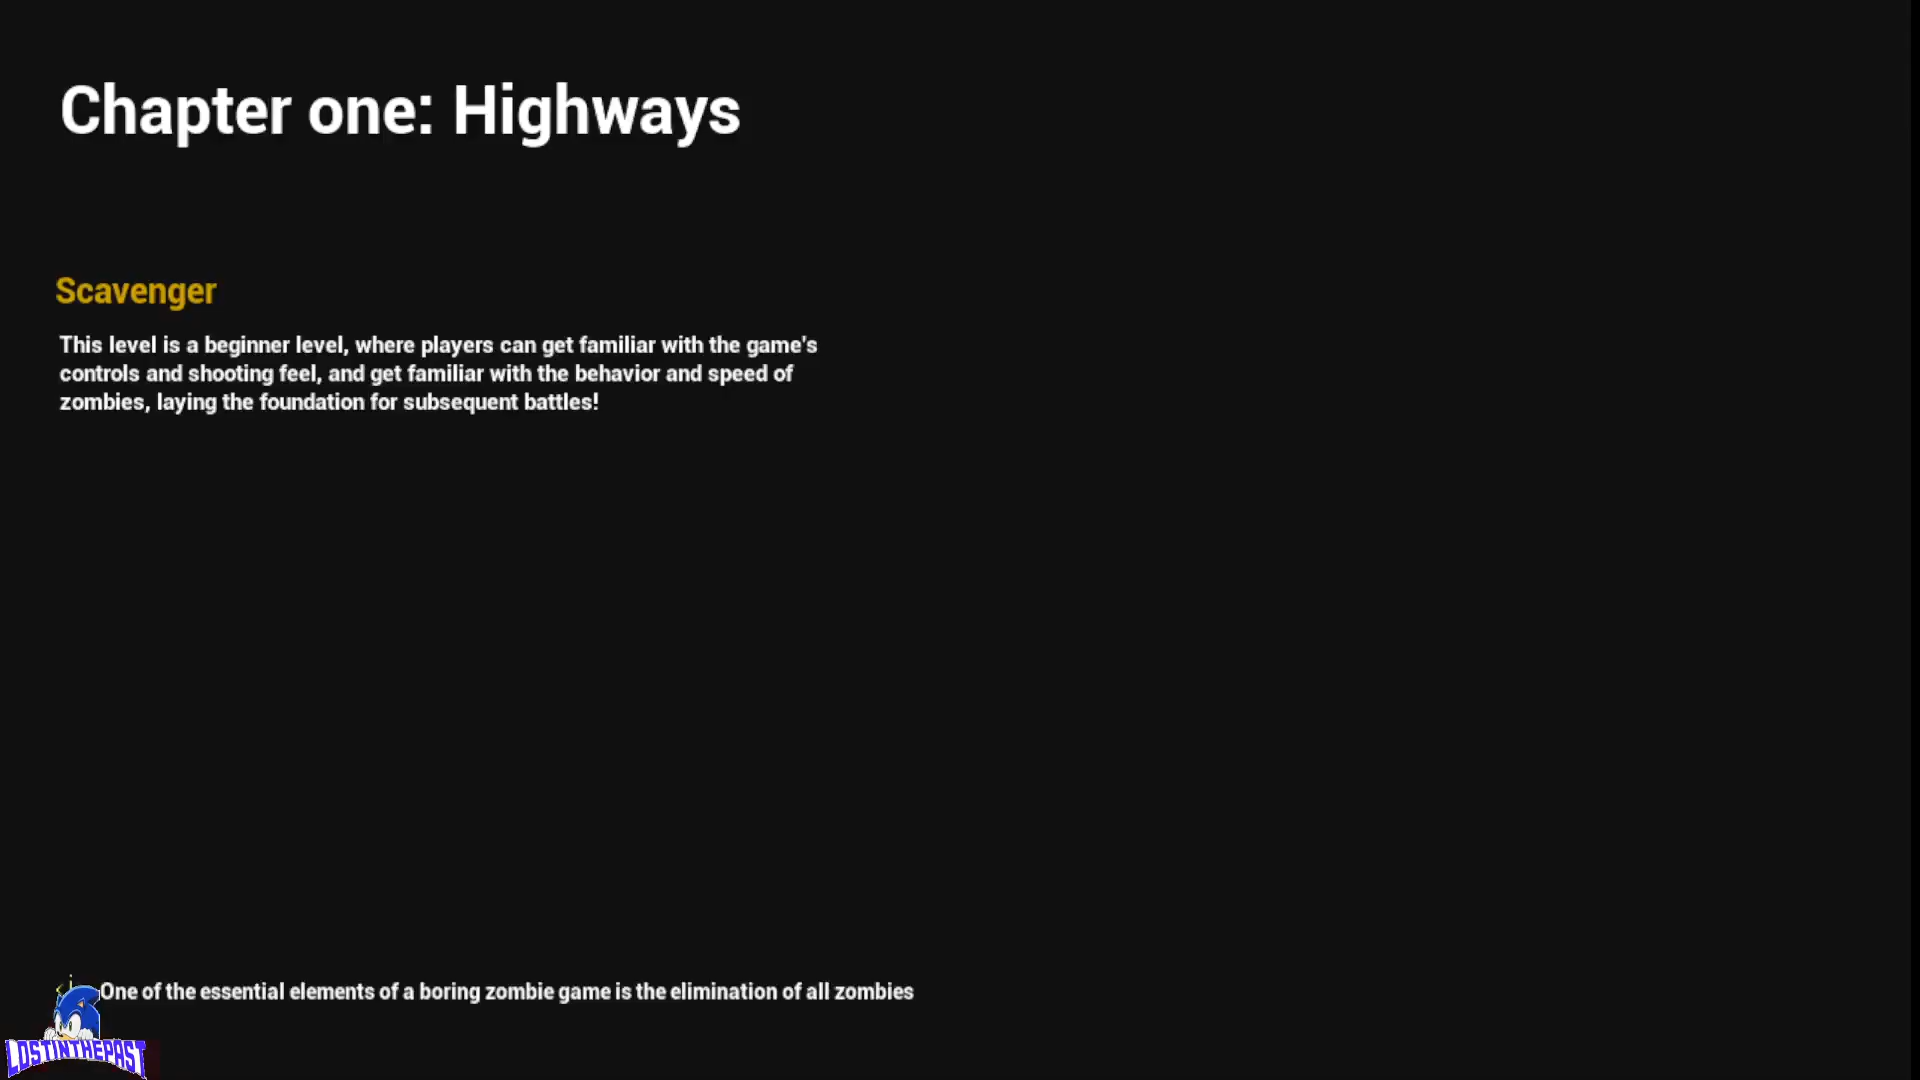 Chapter one: Highways
Scavenger
This level is a beginner level, where players can get familiar with the game's
controls and shooting feel, and get familiar with the behavior and speed of
zombies, laying the foundation for subsequent battles!
One of the essential elements of a boring zombie game is the elimination of all zombies
LOSTINTHEPAST